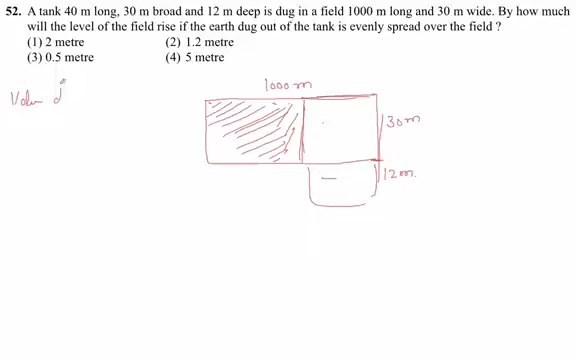 52. A tank 40 m long, 30 m broad and 12 m deep is dug in a field 1000 m long and 30 m wide. By how much
will the level of the field rise if the earth dug out of the tank is evenly spread over the field ?
(1) 2 metre (2) 1.2 metre
(3) 0.5 metre (4) 5 metre
1000 m
30m
12m.